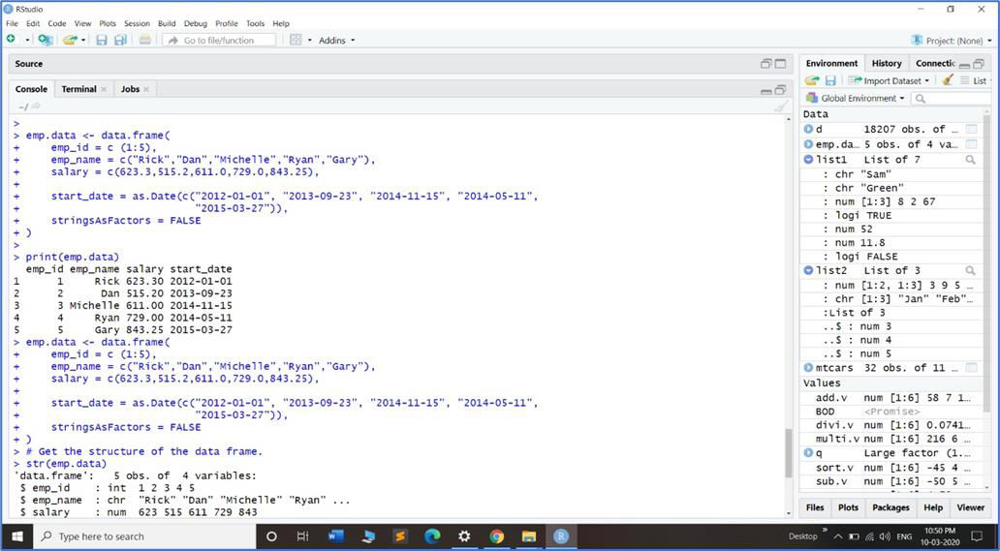 RStudio
File Edit Code View Plots Session Build Debug Profile Tools Help
Go to file/function Addins Project: (None)
Source
Console Terminal Jobs
~/
>
> emp.data <- data.frame(
+ emp_id = c (1:5),
+ emp_name = c("Rick","Dan","Michelle","Ryan","Gary"),
+ salary = c(623.3,515.2,611.0,729.0,843.25),
+
+ start_date = as.Date(c("2012-01-01", "2013-09-23", "2014-11-15", "2014-05-11",
+ "2015-03-27")),
+ stringsAsFactors = FALSE
+ )
>
> print(emp.data)
emp_id emp_name salary start_date
1 1 Rick 623.30 2012-01-01
2 2 Dan 515.20 2013-09-23
3 3 Michelle 611.00 2014-11-15
4 4 Ryan 729.00 2014-05-11
5 5 Gary 843.25 2015-03-27
> emp.data <- data.frame(
+ emp_id = c (1:5),
+ emp_name = c("Rick","Dan","Michelle","Ryan","Gary"),
+ salary = c(623.3,515.2,611.0,729.0,843.25),
+
+ start_date = as.Date(c("2012-01-01", "2013-09-23", "2014-11-15", "2014-05-11",
+ "2015-03-27")),
+ stringsAsFactors = FALSE
+ )
> # Get the structure of the data frame.
> str(emp.data)
'data.frame': 5 obs. of 4 variables:
$ emp_id : int 1 2 3 4 5
$ emp_name : chr "Rick" "Dan" "Michelle" "Ryan" ...
$ salary : num 623 515 611 729 843
Environment History Connectic
Import Dataset List
Global Environment
Data
d 18207 obs. of …
emp.da… 5 obs. of 4 va…
list1 List of 7
: chr "Sam"
: chr "Green"
: num [1:3] 8 2 67
: logi TRUE
: num 52
: num 11.8
: logi FALSE
list2 List of 3
: num [1:2, 1:3] 3 9 5 …
: chr [1:3] "Jan" "Feb"…
:List of 3
..$ : num 3
..$ : num 4
..$ : num 5
mtcars 32 obs. of 11 …
Values
add.v num [1:6] 58 7 1…
BOD <Promise>
divi.v num [1:6] 0.0741…
multi.v num [1:6] 216 6 …
q Large factor (1.…
sort.v num [1:6] -45 4 …
sub.v num [1:6] -50 5 …
Files Plots Packages Help Viewer
Type here to search
Desktop ENG 10:50 PM
10-03-2020